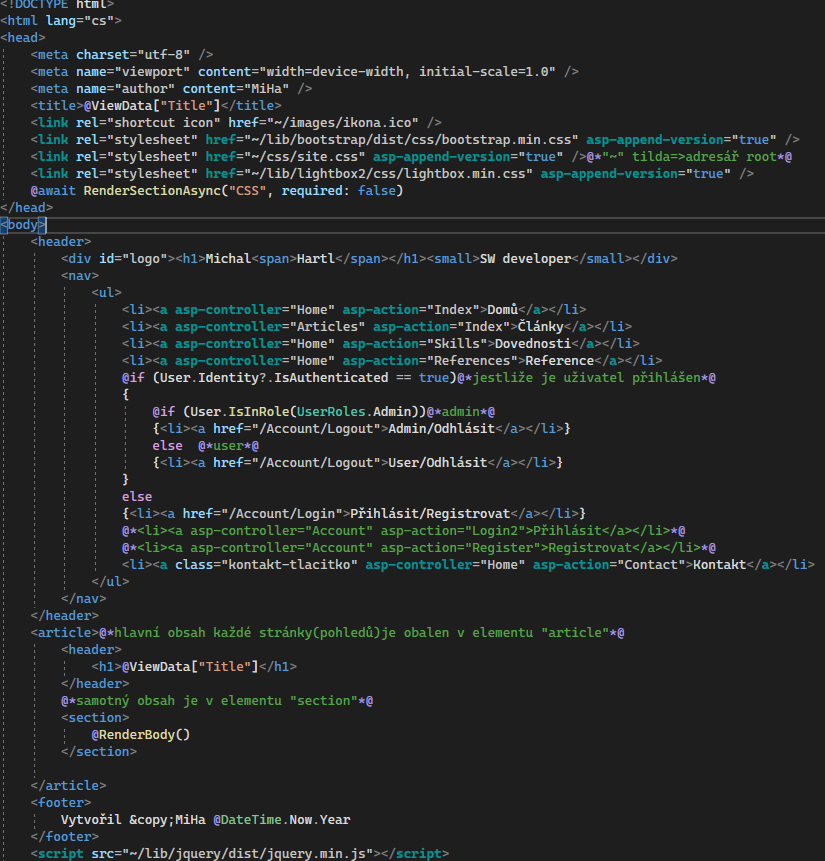 <!DOCTYPE html>
<html lang="cs">
<head>
    <meta charset="utf-8" />
    <meta name="viewport" content="width=device-width, initial-scale=1.0" />
    <meta name="author" content="MiHa" />
    <title>@ViewData["Title"]</title>
    <link rel="shortcut icon" href="~/images/ikona.ico" />
    <link rel="stylesheet" href="~/lib/bootstrap/dist/css/bootstrap.min.css" asp-append-version="true" />
    <link rel="stylesheet" href="~/css/site.css" asp-append-version="true" />@*"~" tilda=>adresář root*@
    <link rel="stylesheet" href="~/lib/lightbox2/css/lightbox.min.css" asp-append-version="true" />
    @await RenderSectionAsync("CSS", required: false)
</head>
<body>
    <header>
        <div id="logo"><h1>Michal<span>Hartl</span></h1><small>SW developer</small></div>
        <nav>
            <ul>
                <li><a asp-controller="Home" asp-action="Index">Domů</a></li>
                <li><a asp-controller="Articles" asp-action="Index">Články</a></li>
                <li><a asp-controller="Home" asp-action="Skills">Dovednosti</a></li>
                <li><a asp-controller="Home" asp-action="References">Reference</a></li>
                @if (User.Identity?.IsAuthenticated == true)@*jestliže je uživatel přihlášen*@
                {
                    @if (User.IsInRole(UserRoles.Admin))@*admin*@
                    {<li><a href="/Account/Logout">Admin/Odhlásit</a></li>}
                    else  @*user*@
                    {<li><a href="/Account/Logout">User/Odhlásit</a></li>}
                }
                else
                {<li><a href="/Account/Login">Přihlásit/Registrovat</a></li>}
                @*<li><a asp-controller="Account" asp-action="Login2">Přihlásit</a></li>*@
                @*<li><a asp-controller="Account" asp-action="Register">Registrovat</a></li>*@
                <li><a class="kontakt-tlacitko" asp-controller="Home" asp-action="Contact">Kontakt</a></li>
            </ul>
        </nav>
    </header>
    <article>@*hlavní obsah každé stránky(pohledů)je obalen v elementu "article"*@
        <header>
            <h1>@ViewData["Title"]</h1>
        </header>
        @*samotný obsah je v elementu "section"*@
        <section>
            @RenderBody()
        </section>

    </article>
    <footer>
        Vytvořil &copy;MiHa @DateTime.Now.Year
    </footer>
    <script src="~/lib/jquery/dist/jquery.min.js"></script>